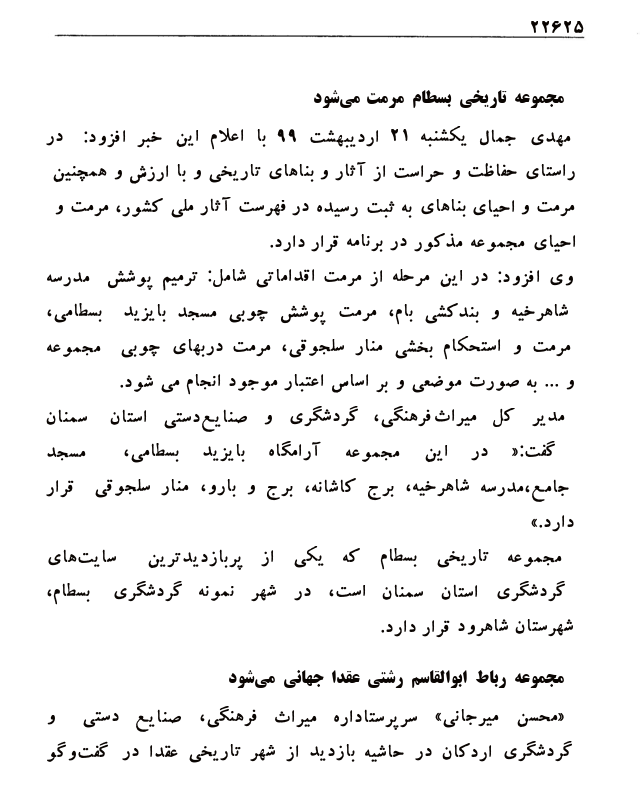 ۲۲۶۲۵
مجموعه تاریخی بسطام مرمت می‌شود
مهدی جمال یکشنبه ۲۱ اردیبهشت ۹۹ با اعلام این خبر افزود: در
راستای حفاظت و حراست از آثار و بناهای تاریخی و با ارزش و همچنین
مرمت و احیای بناهای به ثبت رسیده در فهرست آثار ملی کشور، مرمت و
احیای مجموعه مذکور در برنامه قرار دارد.
وی افزود: در این مرحله از مرمت اقداماتی شامل: ترمیم پوشش مدرسه
شاهرخیه و بندکشی بام، مرمت پوشش چوبی مسجد بایزید بسطامی،
مرمت و استحکام بخشی منار سلجوقی، مرمت دربهای چوبی مجموعه
و ... به صورت موضعی و بر اساس اعتبار موجود انجام می شود.
مدیر کل میراث‌فرهنگی، گردشگری و صنایع‌دستی استان سمنان
گفت:« در این مجموعه آرامگاه بایزید بسطامی، مسجد
جامع،مدرسه شاهرخیه، برج کاشانه، برج و بارو، منار سلجوقی قرار
دارد.»
مجموعه تاریخی بسطام که یکی از پربازدیدترین سایت‌های
گردشگری استان سمنان است، در شهر نمونه گردشگری بسطام،
شهرستان شاهرود قرار دارد.
مجموعه رباط ابوالقاسم رشتی عقدا جهانی می‌شود
«محسن میرجانی» سرپرستاداره میراث فرهنگی، صنایع دستی و
گردشگری اردکان در حاشیه بازدید از شهر تاریخی عقدا در گفت‌وگو